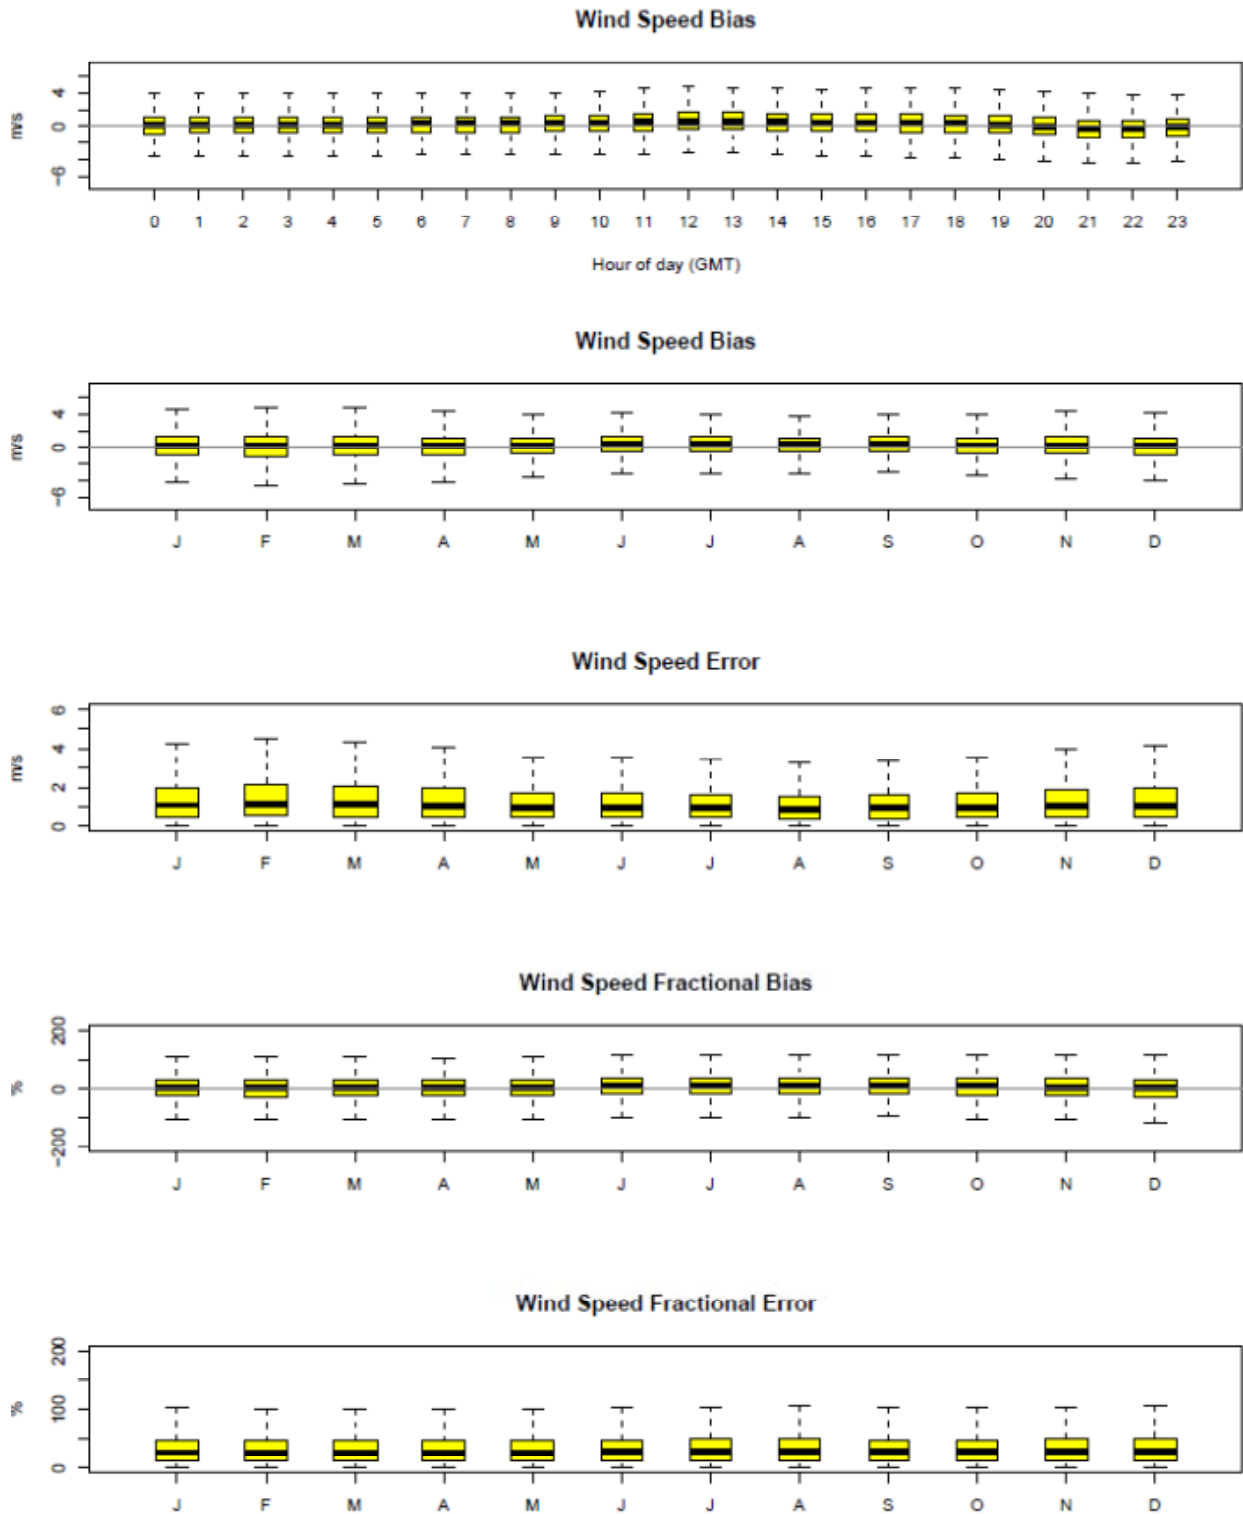 Wind Speed Bias
4
0
-6
m/s
0 1 2 3 4 5 6 7 8 9 10 11 12 13 14 15 16 17 18 19 20 21 22 23
Hour of day (GMT)
Wind Speed Bias
4
0
-6
m/s
J F M A M J J A S O N D
Wind Speed Error
6
4
2
0
m/s
J F M A M J J A S O N D
Wind Speed Fractional Bias
200
0
-200
%
J F M A M J J A S O N D
Wind Speed Fractional Error
200
100
0
%
J F M A M J J A S O N D